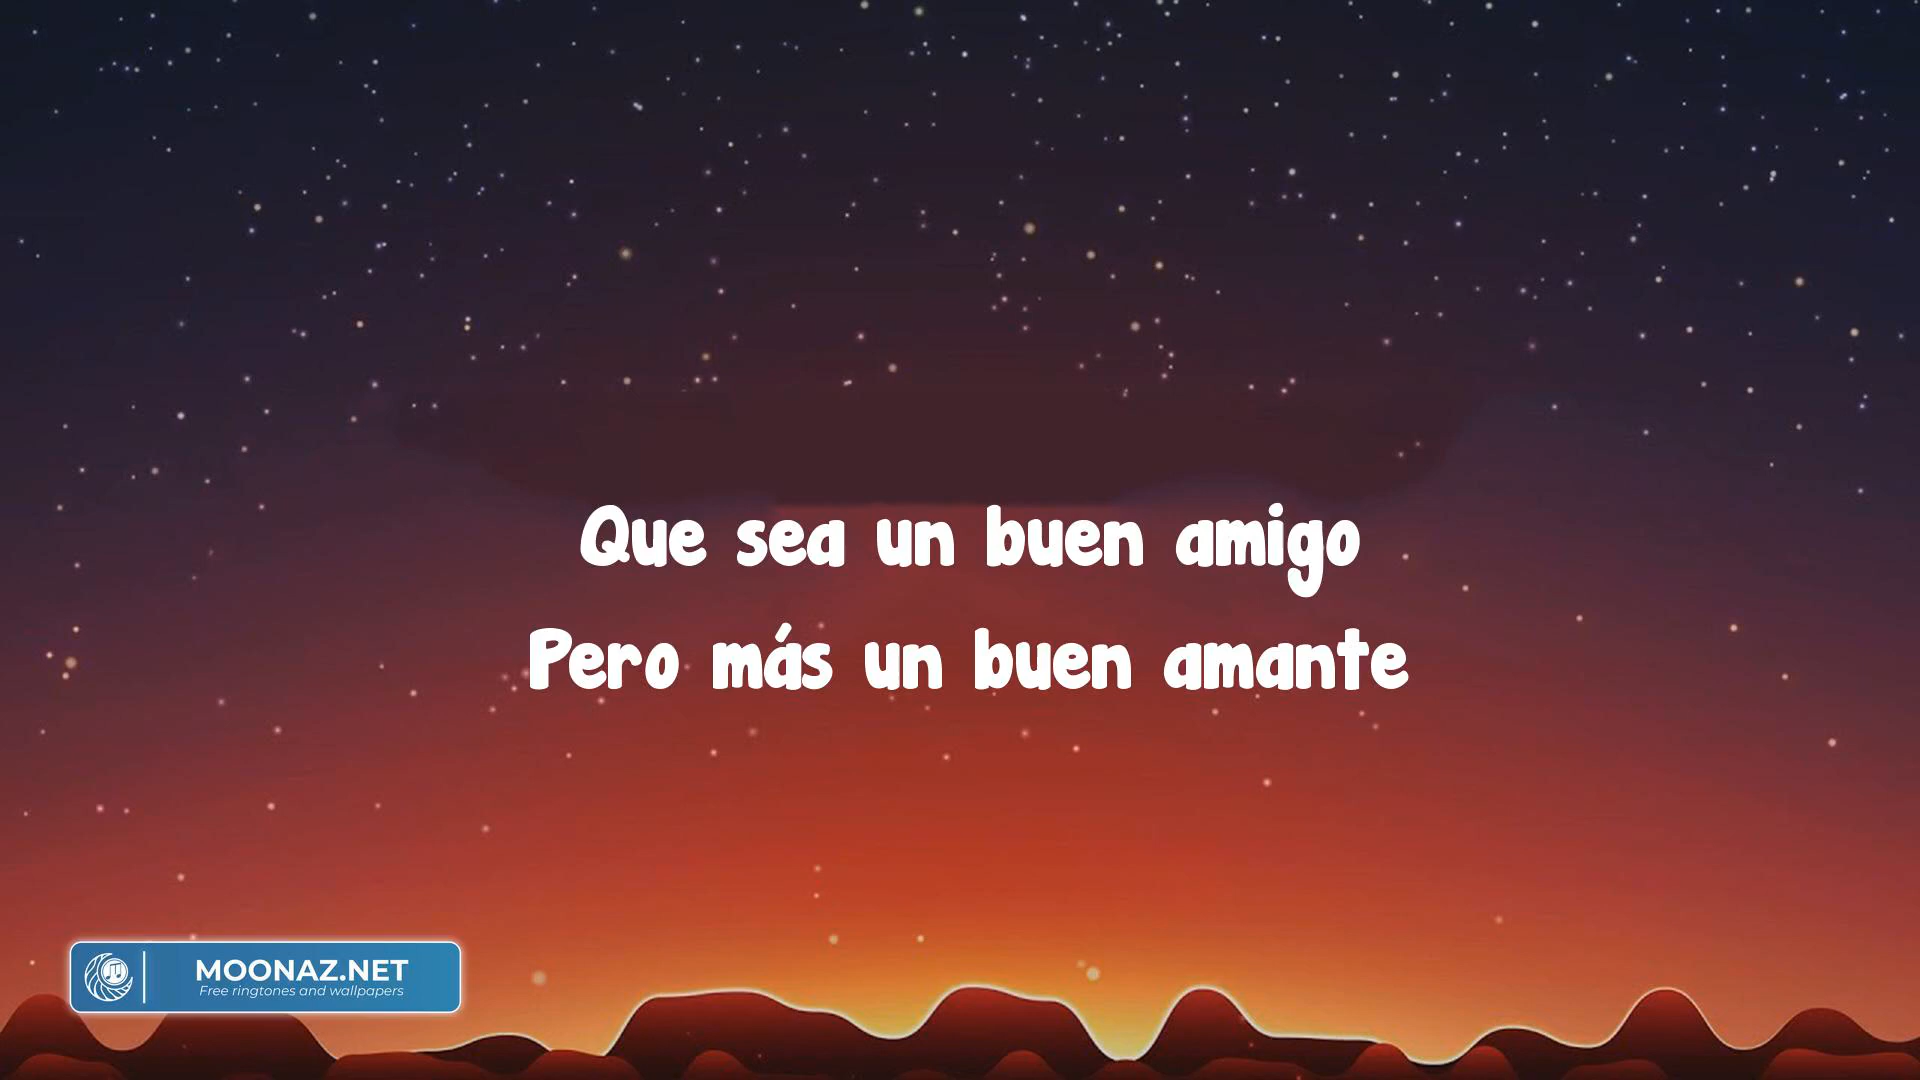 Que sea un buen amigo
Pero más un buen amante
MOONAZ.NET
Free ringtones and wallpapers